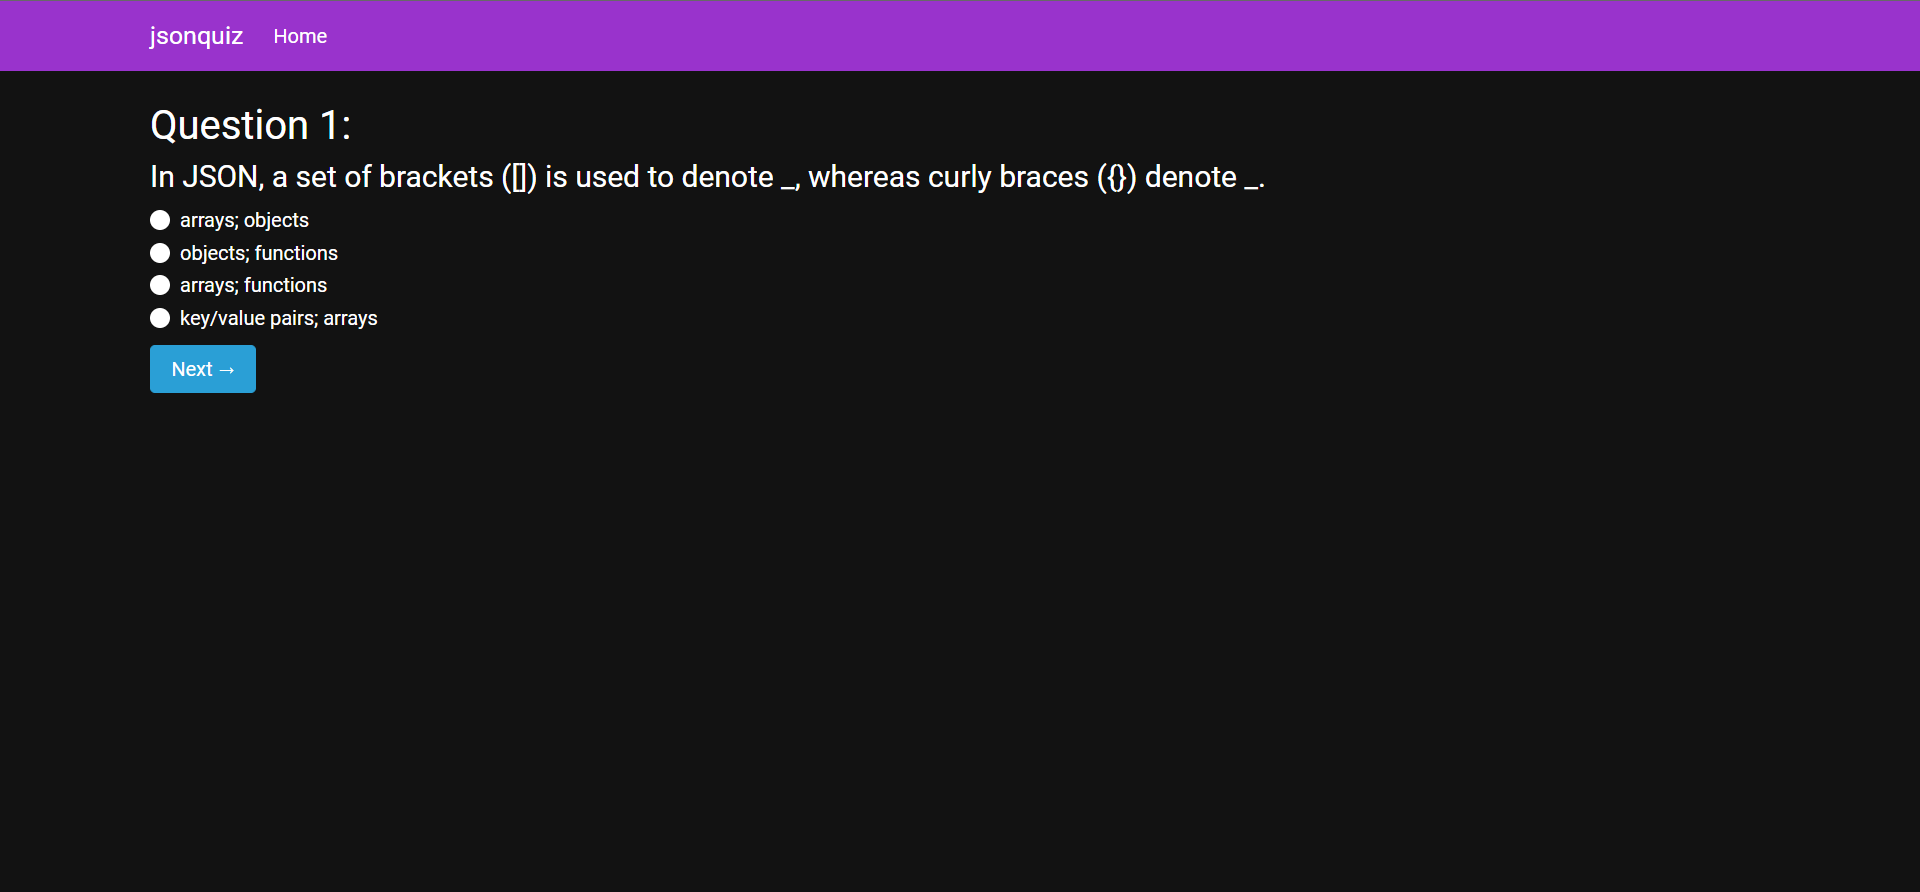 jsonquiz Home
Question 1:
In JSON, a set of brackets ([]) is used to denote _, whereas curly braces ({}) denote _.
arrays; objects
objects; functions
arrays; functions
key/value pairs; arrays
Next →